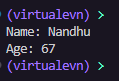 (virtualevn) >
Name: Nandhu
Age: 67
(virtualevn) >